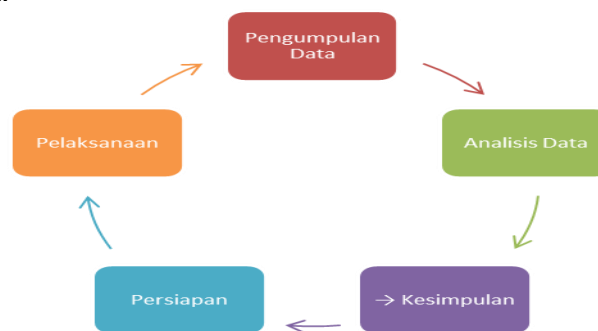 Pengumpulan
Data
Pelaksanaan
Analisis Data
Persiapan
→ Kesimpulan